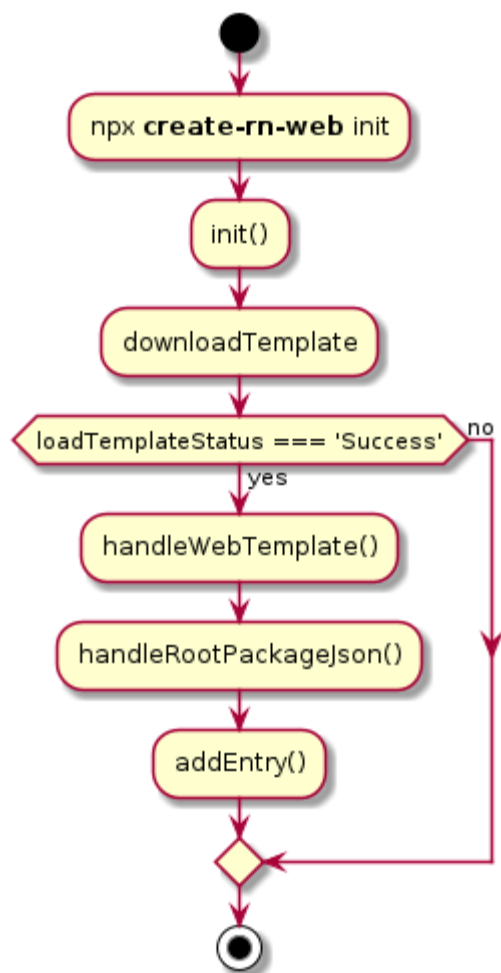 npx create-rn-web init
init()
downloadTemplate
loadTemplateStatus === 'Success'
no
yes
handleWebTemplate()
handleRootPackageJson()
addEntry()